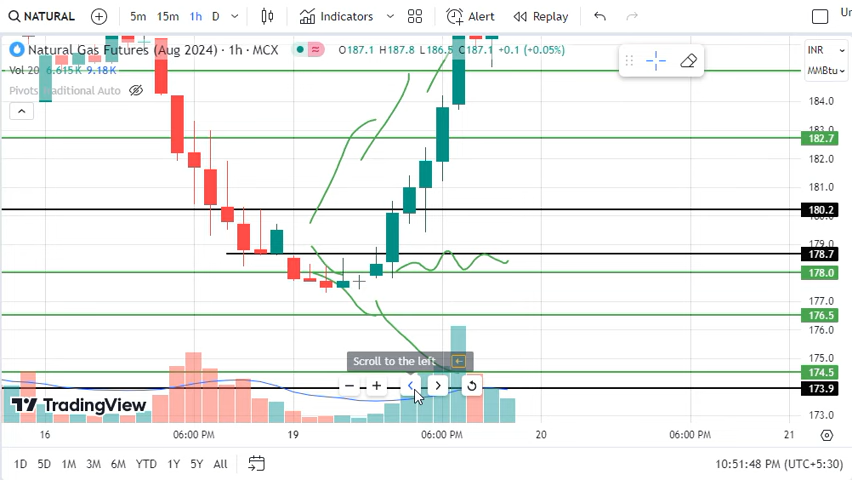 NATURAL 5m 15m 1h D Indicators Alert Replay
Natural Gas Futures (Aug 2024) · 1h · MCX O187.1 H187.8 L186.5 C187.1 +0.1 (+0.05%) INR
Vol 20 6.615K 9.18K MMBtu
Pivots Traditional Auto
184.0
183.0
182.7
182.0
181.0
180.2
179.0
178.7
178.0
177.0
176.5
176.0
175.0
Scroll to the left
174.5
173.9
TradingView
173.0
16 06:00 PM 19 06:00 PM 20 06:00 PM 21
1D 5D 1M 3M 6M YTD 1Y 5Y All 10:51:48 PM (UTC+5:30)